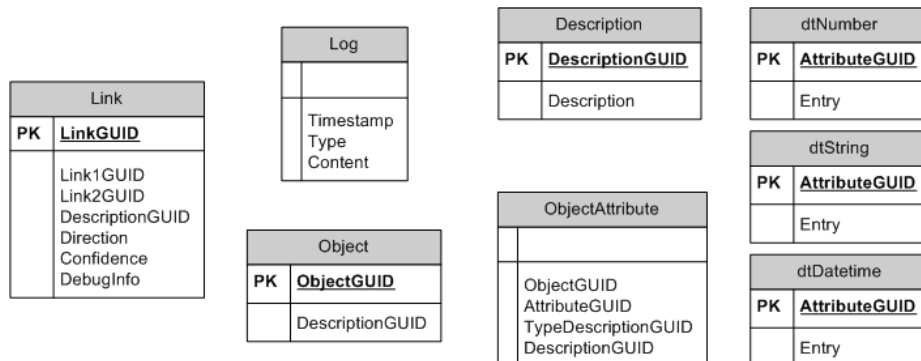 Link
PK LinkGUID
Link1GUID
Link2GUID
DescriptionGUID
Direction
Confidence
DebugInfo
Log
Timestamp
Type
Content
Object
PK ObjectGUID
DescriptionGUID
Description
PK DescriptionGUID
Description
ObjectAttribute
ObjectGUID
AttributeGUID
TypeDescriptionGUID
DescriptionGUID
dtNumber
PK AttributeGUID
Entry
dtString
PK AttributeGUID
Entry
dtDatetime
PK AttributeGUID
Entry